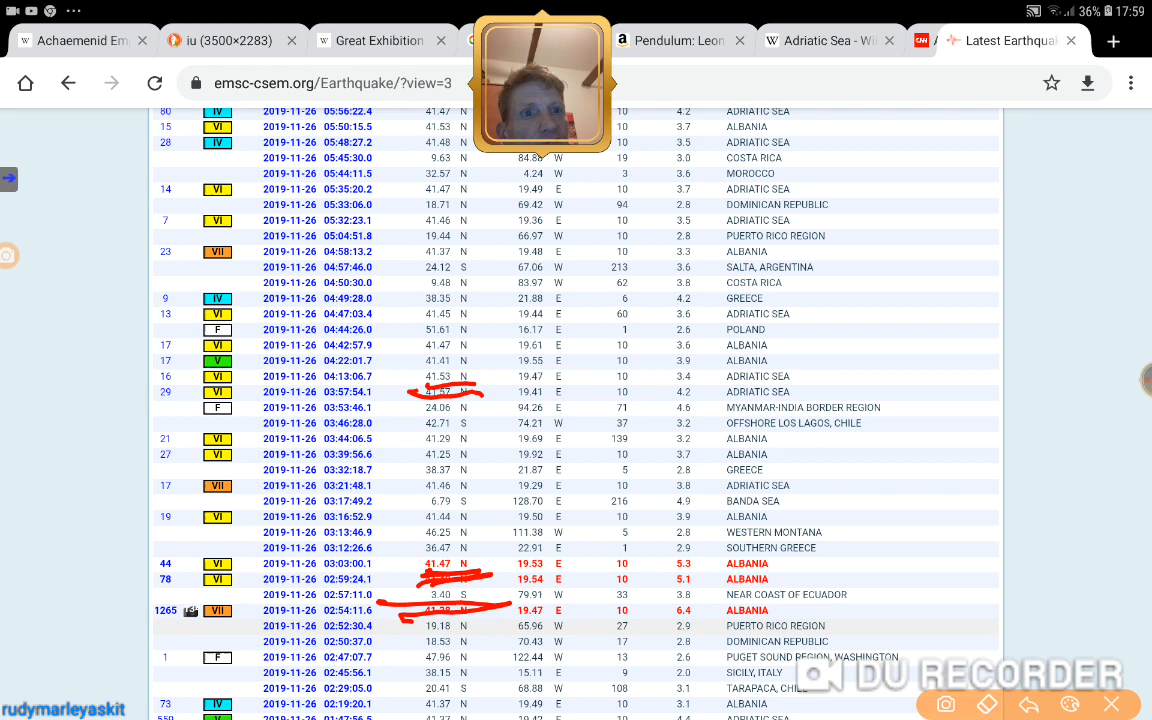 36% 17:59
Achaemenid Em
iu (3500×2283)
Great Exhibition
Pendulum: Leon
Adriatic Sea - Wi
CNN
Latest Earthqua
emsc-csem.org/Earthquake/?view=3
80 IV 2019-11-26 05:56:22.4 41.47 N 10 4.2 ADRIATIC SEA
15 VI 2019-11-26 05:50:15.5 41.53 N 10 3.7 ALBANIA
28 IV 2019-11-26 05:48:27.2 41.48 N 10 3.5 ADRIATIC SEA
2019-11-26 05:45:30.0 9.63 N 84.88 W 19 3.0 COSTA RICA
2019-11-26 05:44:11.5 32.57 N 4.24 W 3 3.6 MOROCCO
14 VI 2019-11-26 05:35:20.2 41.47 N 19.49 E 10 3.7 ADRIATIC SEA
2019-11-26 05:33:06.0 18.71 N 69.42 W 94 2.8 DOMINICAN REPUBLIC
7 VI 2019-11-26 05:32:23.1 41.46 N 19.36 E 10 3.5 ADRIATIC SEA
2019-11-26 05:04:51.8 19.44 N 66.97 W 10 2.8 PUERTO RICO REGION
23 VII 2019-11-26 04:58:13.2 41.37 N 19.48 E 10 3.3 ALBANIA
2019-11-26 04:57:46.0 24.12 S 67.06 W 213 3.6 SALTA, ARGENTINA
2019-11-26 04:50:30.0 9.48 N 83.97 W 62 3.8 COSTA RICA
9 IV 2019-11-26 04:49:28.0 38.35 N 21.88 E 6 4.2 GREECE
13 VI 2019-11-26 04:47:03.4 41.45 N 19.44 E 60 3.6 ADRIATIC SEA
F 2019-11-26 04:44:26.0 51.61 N 16.17 E 1 2.6 POLAND
17 VI 2019-11-26 04:42:57.9 41.47 N 19.61 E 10 3.6 ALBANIA
17 V 2019-11-26 04:22:01.7 41.41 N 19.55 E 10 3.9 ALBANIA
16 VI 2019-11-26 04:13:06.7 41.53 N 19.47 E 10 3.4 ADRIATIC SEA
29 VI 2019-11-26 03:57:54.1 41.57 N 19.41 E 10 4.2 ADRIATIC SEA
F 2019-11-26 03:53:46.1 24.06 N 94.26 E 71 4.6 MYANMAR-INDIA BORDER REGION
2019-11-26 03:46:28.0 42.71 S 74.21 W 37 3.2 OFFSHORE LOS LAGOS, CHILE
21 VI 2019-11-26 03:44:06.5 41.29 N 19.69 E 139 3.2 ALBANIA
27 VI 2019-11-26 03:39:56.6 41.25 N 19.92 E 10 3.7 ALBANIA
2019-11-26 03:32:18.7 38.37 N 21.87 E 5 2.8 GREECE
17 VII 2019-11-26 03:21:48.1 41.46 N 19.29 E 10 3.8 ADRIATIC SEA
2019-11-26 03:17:49.2 6.79 S 128.70 E 216 4.9 BANDA SEA
19 VI 2019-11-26 03:16:52.9 41.44 N 19.50 E 10 3.9 ALBANIA
2019-11-26 03:13:46.9 46.25 N 111.38 W 5 2.8 WESTERN MONTANA
2019-11-26 03:12:26.6 36.47 N 22.91 E 1 2.9 SOUTHERN GREECE
44 VI 2019-11-26 03:03:00.1 41.47 N 19.53 E 10 5.3 ALBANIA
78 VI 2019-11-26 02:59:24.1 19.54 E 10 5.1 ALBANIA
2019-11-26 02:57:11.0 3.40 S 79.91 W 33 3.8 NEAR COAST OF ECUADOR
1265 VII 2019-11-26 02:54:11.6 41.38 N 19.47 E 10 6.4 ALBANIA
2019-11-26 02:52:30.4 19.18 N 65.96 W 27 2.9 PUERTO RICO REGION
2019-11-26 02:50:37.0 18.53 N 70.43 W 17 2.8 DOMINICAN REPUBLIC
1 F 2019-11-26 02:47:07.7 47.96 N 122.44 W 13 2.6 PUGET SOUND REGION, WASHINGTON
2019-11-26 02:45:56.1 38.15 N 15.11 E 9 2.0 SICILY, ITALY
2019-11-26 02:29:05.0 20.41 S 68.88 W 108 3.1 TARAPACA, CHILE
73 IV 2019-11-26 02:19:20.1 41.37 N 19.49 E 10 3.1 ALBANIA
559 V 2019-11-26 01:47:56.5 41.37 N 19.42 E 10 4.4 ADRIATIC SEA
DU RECORDER
rudymarleyaskit